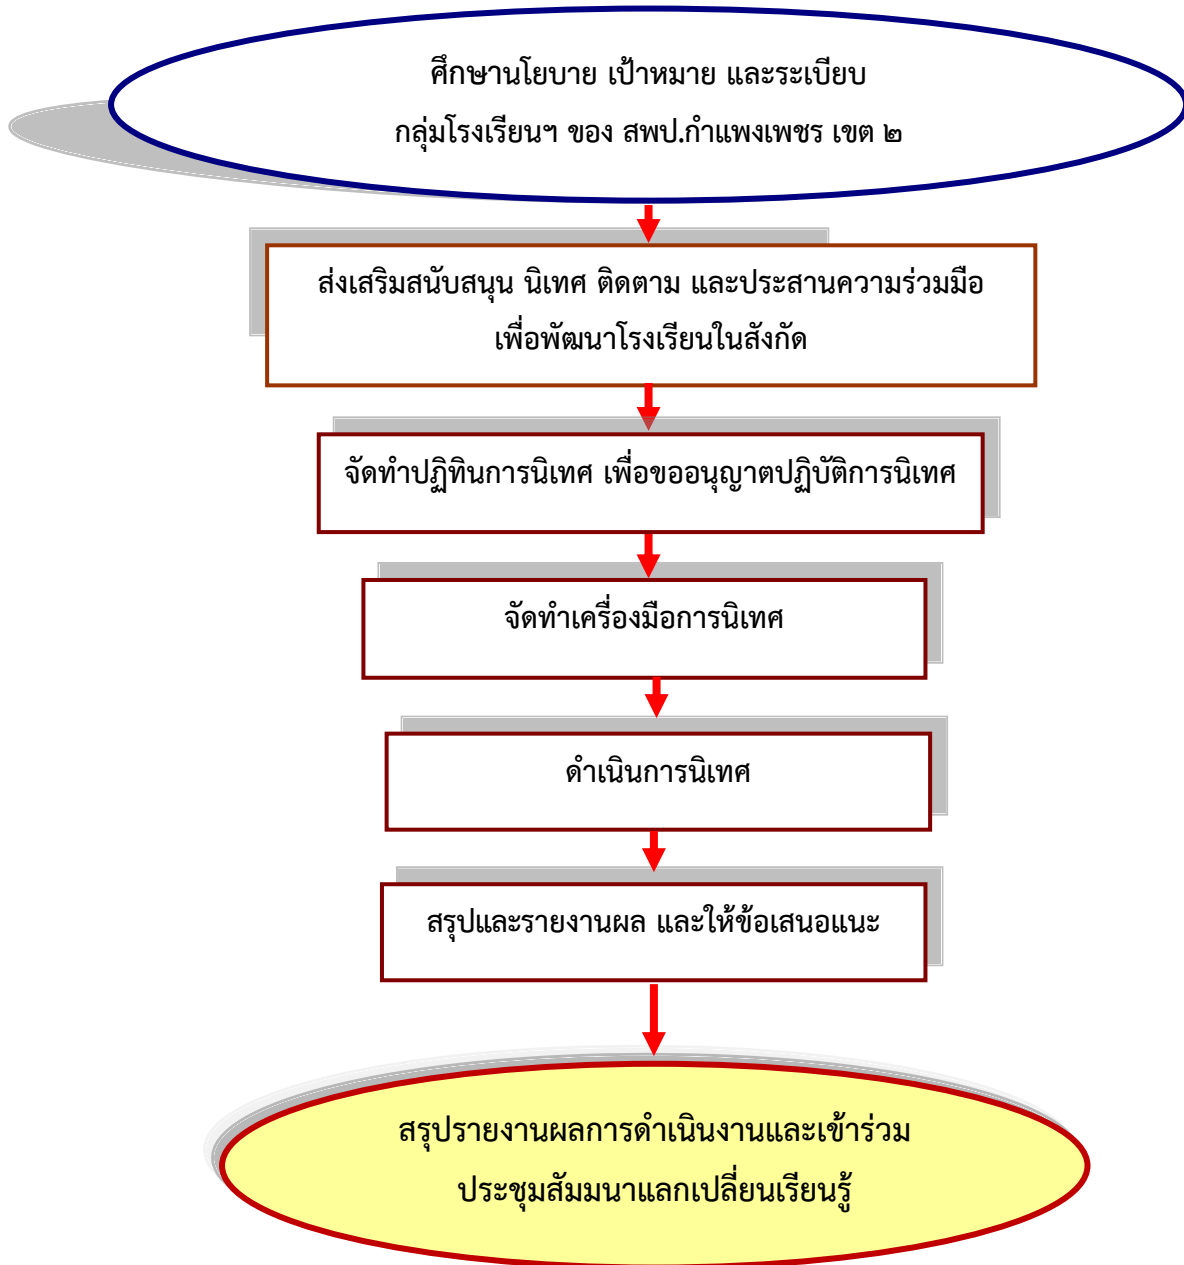 ศึกษานโยบาย เป้าหมาย และระเบียบ
กลุ่มโรงเรียนฯ ของ สพป.กำแพงเพชร เขต ๒
ส่งเสริมสนับสนุน นิเทศ ติดตาม และประสานความร่วมมือ
เพื่อพัฒนาโรงเรียนในสังกัด
จัดทำปฏิทินการนิเทศ เพื่อขออนุญาตปฏิบัติการนิเทศ
จัดทำเครื่องมือการนิเทศ
ดำเนินการนิเทศ
สรุปและรายงานผล และให้ข้อเสนอแนะ
สรุปรายงานผลการดำเนินงานและเข้าร่วม
ประชุมสัมมนาแลกเปลี่ยนเรียนรู้